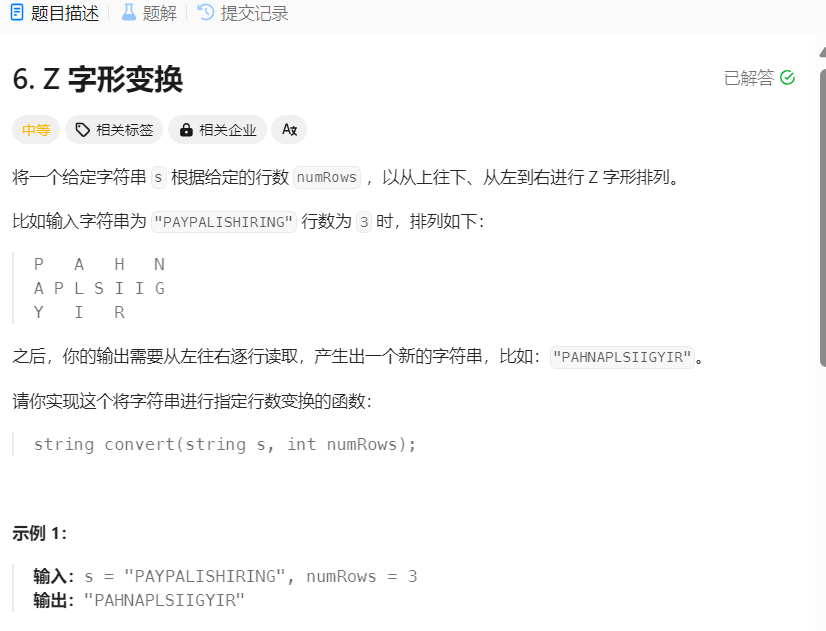 题目描述 题解 提交记录
6. Z 字形变换 已解答
中等 相关标签 相关企业 Ax
将一个给定字符串 s 根据给定的行数 numRows ，以从上往下、从左到右进行 Z 字形排列。
比如输入字符串为 "PAYPALISHIRING" 行数为 3 时，排列如下：
P   A   H   N
A P L S I I G
Y   I   R
之后，你的输出需要从左往右逐行读取，产生出一个新的字符串，比如："PAHNAPLSIIGYIR"。
请你实现这个将字符串进行指定行数变换的函数：
string convert(string s, int numRows);
示例 1：
输入：s = "PAYPALISHIRING", numRows = 3
输出："PAHNAPLSIIGYIR"